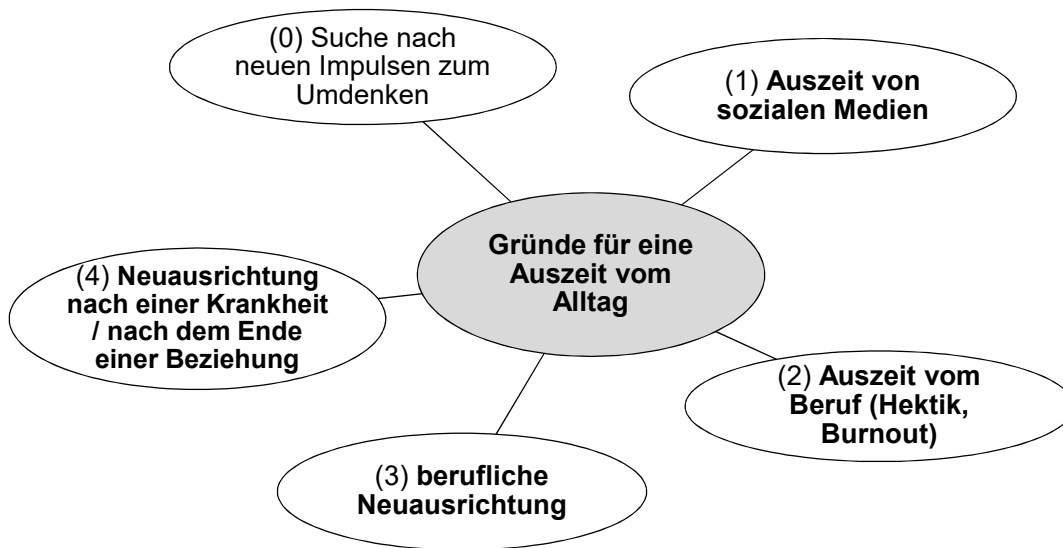 (0) Suche nach
neuen Impulsen zum
Umdenken
(1) Auszeit von
sozialen Medien
Gründe für eine
Auszeit vom
Alltag
(4) Neuausrichtung
nach einer Krankheit
/ nach dem Ende
einer Beziehung
(2) Auszeit vom
Beruf (Hektik,
Burnout)
(3) berufliche
Neuausrichtung